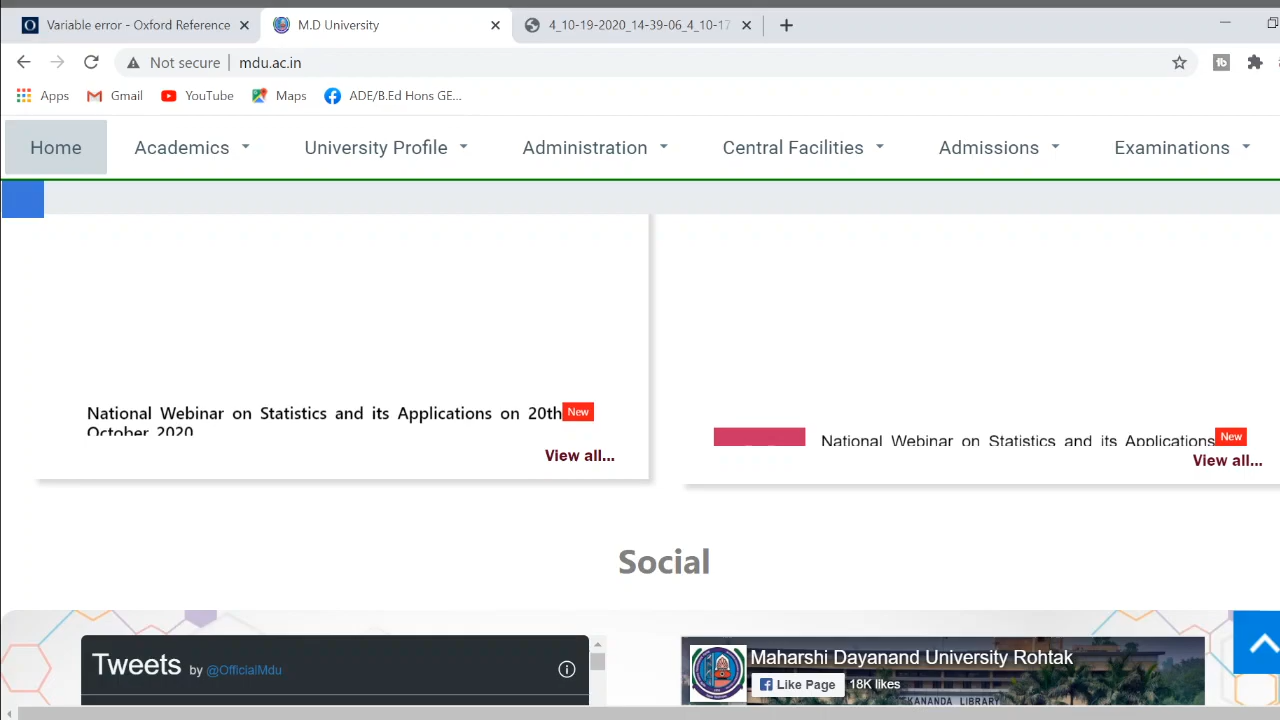 Variable error - Oxford Reference
M.D University
4_10-19-2020_14-39-06_4_10-17
Not secure
mdu.ac.in
Apps
Gmail
YouTube
Maps
ADE/B.Ed Hons GE...
Home
Academics
University Profile
Administration
Central Facilities
Admissions
Examinations
National Webinar on Statistics and its Applications on 20th New
October 2020
View all...
National Webinar on Statistics and its Applications New
View all...
Social
Tweets by @OfficialMdu
Maharshi Dayanand University Rohtak
Like Page 18K likes
KANANDA LIBRARY